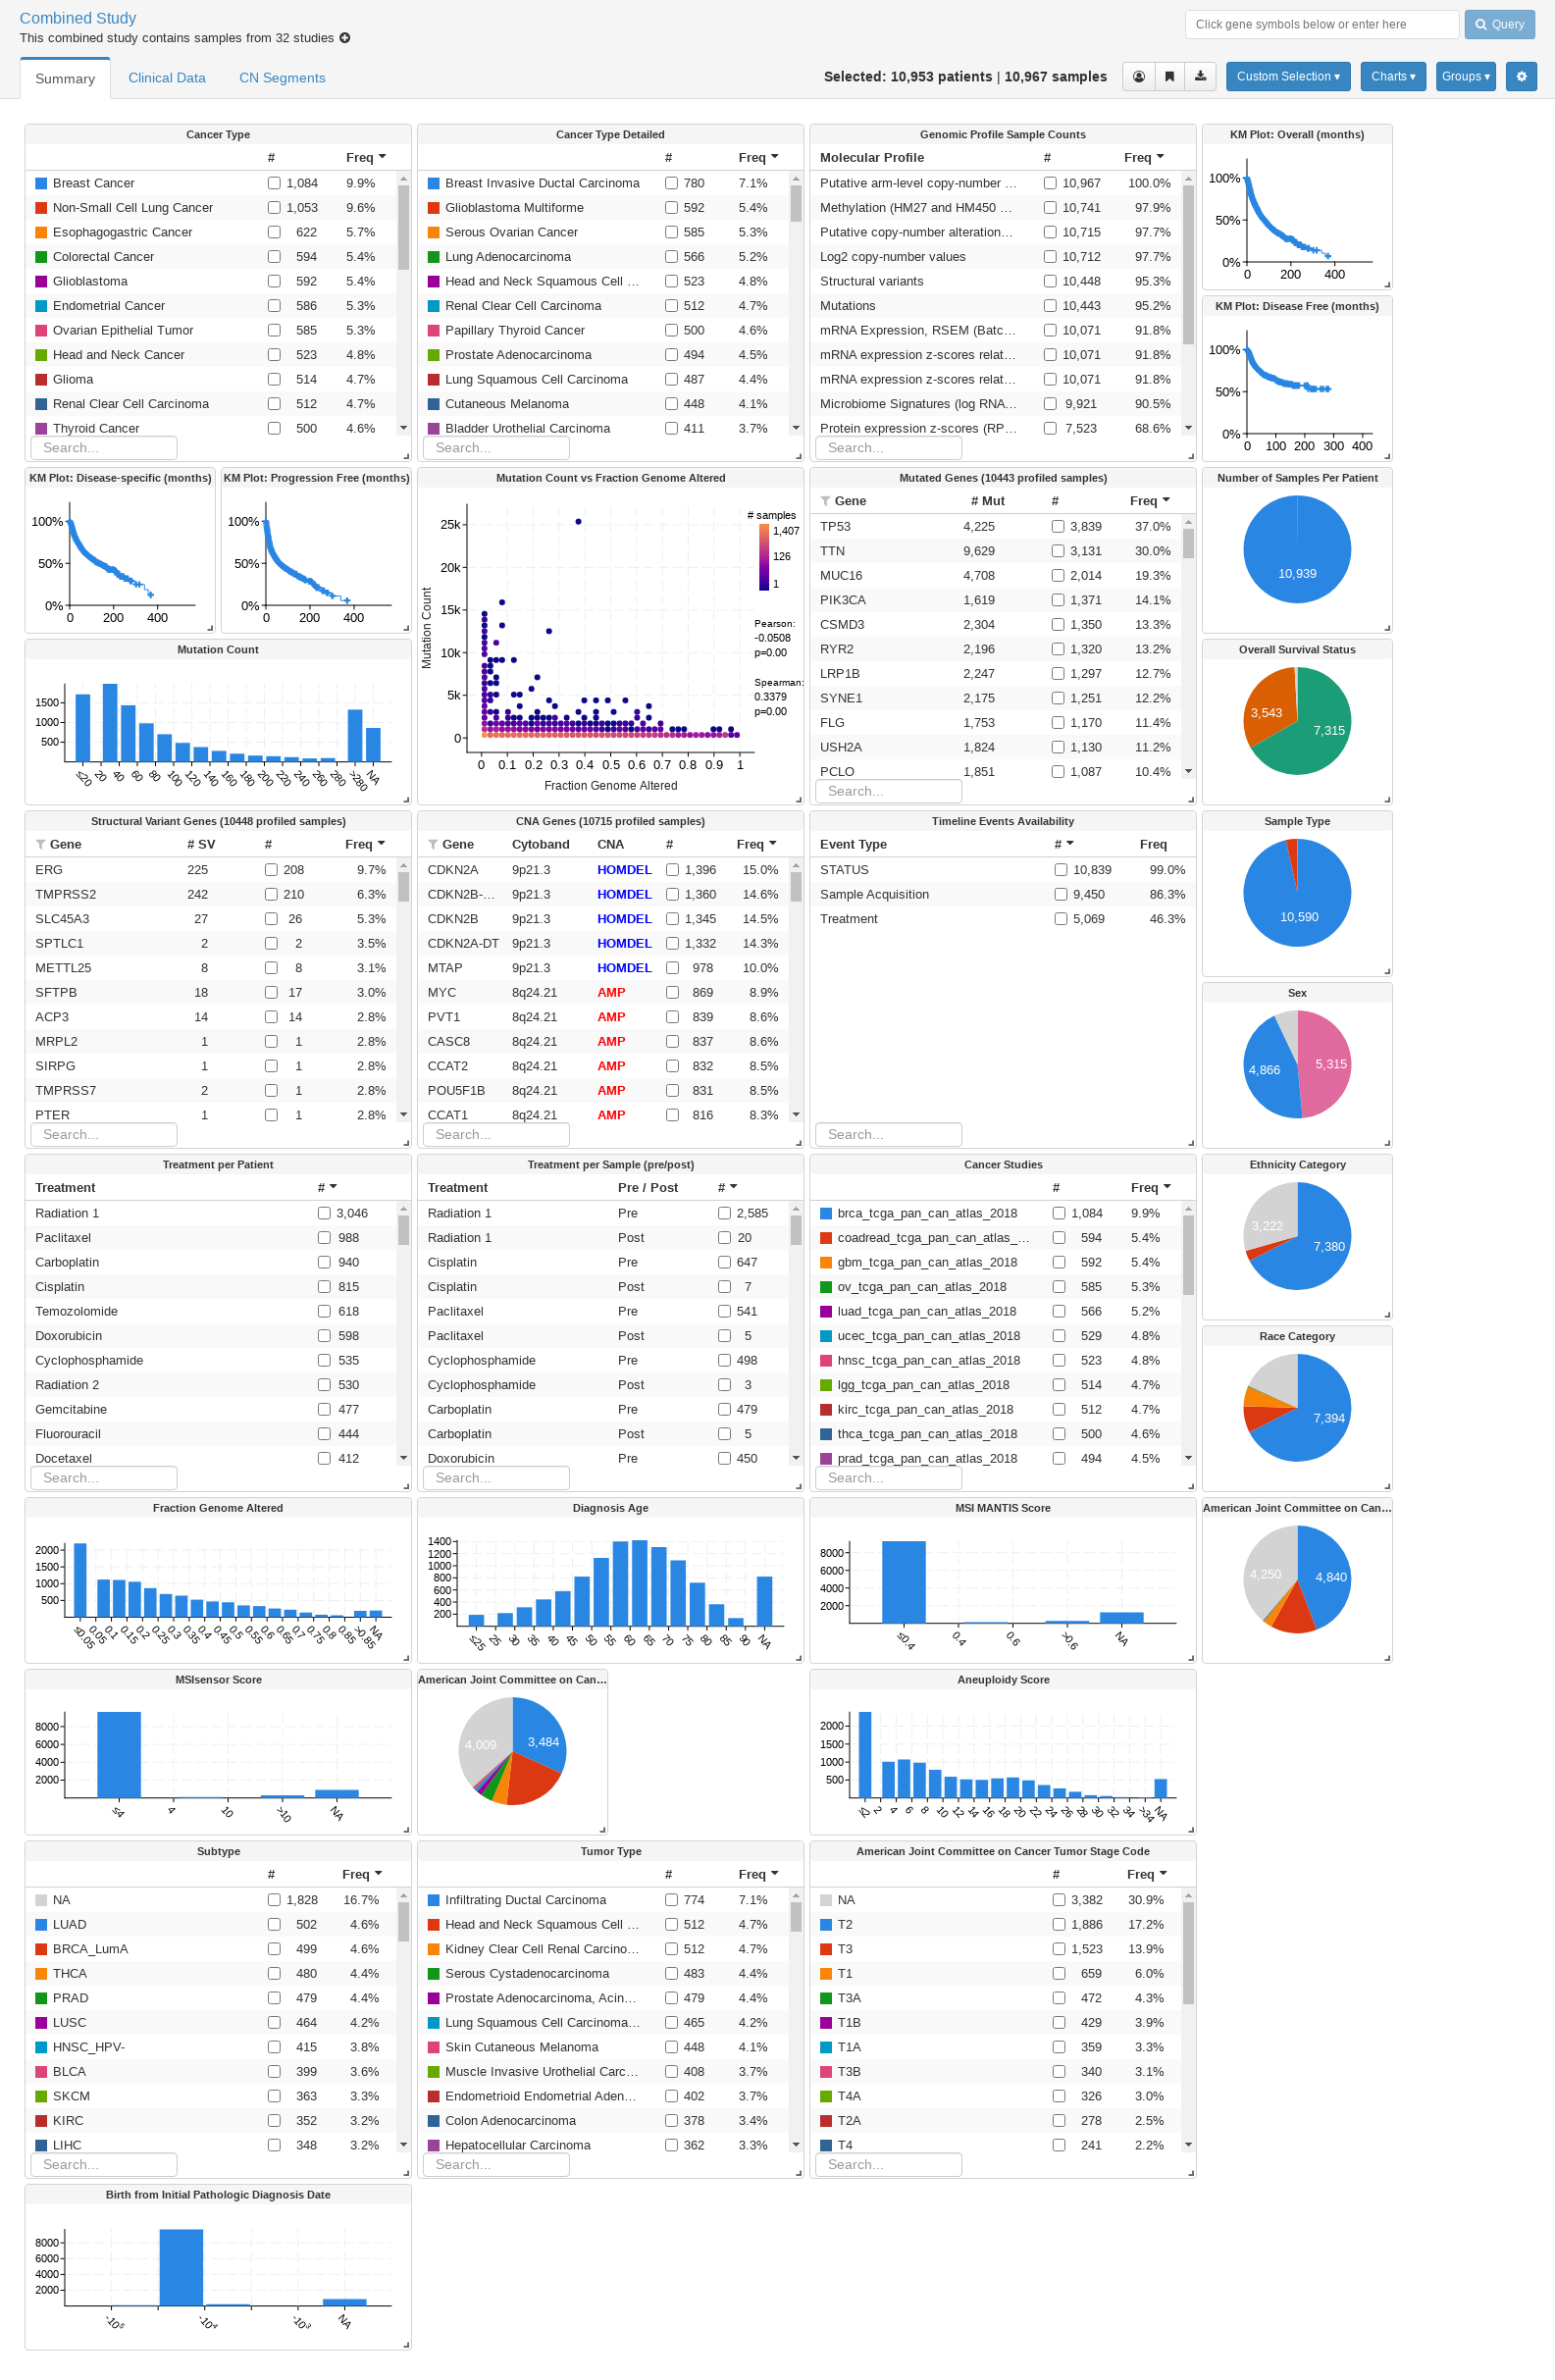 Combined Study
This combined study contains samples from 32 studies
Click gene symbols below or enter here
Query
Summary
Clinical Data
CN Segments
Selected: 10,953 patients | 10,967 samples
Custom Selection ▾
Charts ▾
Groups ▾
Cancer Type
# Freq
Breast Cancer 1,084 9.9%
Non-Small Cell Lung Cancer 1,053 9.6%
Esophagogastric Cancer 622 5.7%
Colorectal Cancer 594 5.4%
Glioblastoma 592 5.4%
Endometrial Cancer 586 5.3%
Ovarian Epithelial Tumor 585 5.3%
Head and Neck Cancer 523 4.8%
Glioma 514 4.7%
Renal Clear Cell Carcinoma 512 4.7%
Thyroid Cancer 500 4.6%
Search...
Cancer Type Detailed
# Freq
Breast Invasive Ductal Carcinoma 780 7.1%
Glioblastoma Multiforme 592 5.4%
Serous Ovarian Cancer 585 5.3%
Lung Adenocarcinoma 566 5.2%
Head and Neck Squamous Cell … 523 4.8%
Renal Clear Cell Carcinoma 512 4.7%
Papillary Thyroid Cancer 500 4.6%
Prostate Adenocarcinoma 494 4.5%
Lung Squamous Cell Carcinoma 487 4.4%
Cutaneous Melanoma 448 4.1%
Bladder Urothelial Carcinoma 411 3.7%
Search...
Genomic Profile Sample Counts
Molecular Profile # Freq
Putative arm-level copy-number … 10,967 100.0%
Methylation (HM27 and HM450 … 10,741 97.9%
Putative copy-number alteration… 10,715 97.7%
Log2 copy-number values 10,712 97.7%
Structural variants 10,448 95.3%
Mutations 10,443 95.2%
mRNA Expression, RSEM (Batc… 10,071 91.8%
mRNA expression z-scores relat… 10,071 91.8%
mRNA expression z-scores relat… 10,071 91.8%
Microbiome Signatures (log RNA… 9,921 90.5%
Protein expression z-scores (RP… 7,523 68.6%
Search...
KM Plot: Overall (months)
100%
50%
0%
0 200 400
KM Plot: Disease Free (months)
100%
50%
0%
0 100 200 300 400
KM Plot: Disease-specific (months)
100%
50%
0%
0 200 400
KM Plot: Progression Free (months)
100%
50%
0%
0 200 400
Mutation Count vs Fraction Genome Altered
Mutation Count
25k
20k
15k
10k
5k
0
0 0.1 0.2 0.3 0.4 0.5 0.6 0.7 0.8 0.9 1
Fraction Genome Altered
# samples
1,407
126
1
Pearson:
-0.0508
p=0.00
Spearman:
0.3379
p=0.00
Mutated Genes (10443 profiled samples)
Gene # Mut # Freq
TP53 4,225 3,839 37.0%
TTN 9,629 3,131 30.0%
MUC16 4,708 2,014 19.3%
PIK3CA 1,619 1,371 14.1%
CSMD3 2,304 1,350 13.3%
RYR2 2,196 1,320 13.2%
LRP1B 2,247 1,297 12.7%
SYNE1 2,175 1,251 12.2%
FLG 1,753 1,170 11.4%
USH2A 1,824 1,130 11.2%
PCLO 1,851 1,087 10.4%
Search...
Number of Samples Per Patient
10,939
Mutation Count
1500
1000
500
≤20 20 40 60 80 100 120 140 160 180 200 220 240 260 280 >280 NA
Overall Survival Status
3,543
7,315
Structural Variant Genes (10448 profiled samples)
Gene # SV # Freq
ERG 225 208 9.7%
TMPRSS2 242 210 6.3%
SLC45A3 27 26 5.3%
SPTLC1 2 2 3.5%
METTL25 8 8 3.1%
SFTPB 18 17 3.0%
ACP3 14 14 2.8%
MRPL2 1 1 2.8%
SIRPG 1 1 2.8%
TMPRSS7 2 1 2.8%
PTER 1 1 2.8%
Search...
CNA Genes (10715 profiled samples)
Gene Cytoband CNA # Freq
CDKN2A 9p21.3 HOMDEL 1,396 15.0%
CDKN2B-… 9p21.3 HOMDEL 1,360 14.6%
CDKN2B 9p21.3 HOMDEL 1,345 14.5%
CDKN2A-DT 9p21.3 HOMDEL 1,332 14.3%
MTAP 9p21.3 HOMDEL 978 10.0%
MYC 8q24.21 AMP 869 8.9%
PVT1 8q24.21 AMP 839 8.6%
CASC8 8q24.21 AMP 837 8.6%
CCAT2 8q24.21 AMP 832 8.5%
POU5F1B 8q24.21 AMP 831 8.5%
CCAT1 8q24.21 AMP 816 8.3%
Search...
Timeline Events Availability
Event Type # Freq
STATUS 10,839 99.0%
Sample Acquisition 9,450 86.3%
Treatment 5,069 46.3%
Search...
Sample Type
10,590
Sex
4,866
5,315
Treatment per Patient
Treatment #
Radiation 1 3,046
Paclitaxel 988
Carboplatin 940
Cisplatin 815
Temozolomide 618
Doxorubicin 598
Cyclophosphamide 535
Radiation 2 530
Gemcitabine 477
Fluorouracil 444
Docetaxel 412
Search...
Treatment per Sample (pre/post)
Treatment Pre / Post #
Radiation 1 Pre 2,585
Radiation 1 Post 20
Cisplatin Pre 647
Cisplatin Post 7
Paclitaxel Pre 541
Paclitaxel Post 5
Cyclophosphamide Pre 498
Cyclophosphamide Post 3
Carboplatin Pre 479
Carboplatin Post 5
Doxorubicin Pre 450
Search...
Cancer Studies
# Freq
brca_tcga_pan_can_atlas_2018 1,084 9.9%
coadread_tcga_pan_can_atlas_… 594 5.4%
gbm_tcga_pan_can_atlas_2018 592 5.4%
ov_tcga_pan_can_atlas_2018 585 5.3%
luad_tcga_pan_can_atlas_2018 566 5.2%
ucec_tcga_pan_can_atlas_2018 529 4.8%
hnsc_tcga_pan_can_atlas_2018 523 4.8%
lgg_tcga_pan_can_atlas_2018 514 4.7%
kirc_tcga_pan_can_atlas_2018 512 4.7%
thca_tcga_pan_can_atlas_2018 500 4.6%
prad_tcga_pan_can_atlas_2018 494 4.5%
Search...
Ethnicity Category
3,222
7,380
Race Category
7,394
Fraction Genome Altered
2000
1500
1000
500
≤0.05 0.05 0.1 0.15 0.2 0.25 0.3 0.35 0.4 0.45 0.5 0.55 0.6 0.65 0.7 0.75 0.8 0.85 >0.95 NA
Diagnosis Age
1400
1200
1000
800
600
400
200
≤25 25 30 35 40 45 50 55 60 65 70 75 80 85 90 NA
MSI MANTIS Score
8000
6000
4000
2000
≤0.4 0.4 0.6 >0.6 NA
American Joint Committee on Can…
4,250
4,840
MSIsensor Score
8000
6000
4000
2000
≤4 4 10 >10 NA
American Joint Committee on Can…
4,009
3,484
Aneuploidy Score
2000
1500
1000
500
≤2 2 4 6 8 10 12 14 16 18 20 22 24 26 28 30 32 34 >34 NA
Subtype
# Freq
NA 1,828 16.7%
LUAD 502 4.6%
BRCA_LumA 499 4.6%
THCA 480 4.4%
PRAD 479 4.4%
LUSC 464 4.2%
HNSC_HPV- 415 3.8%
BLCA 399 3.6%
SKCM 363 3.3%
KIRC 352 3.2%
LIHC 348 3.2%
Search...
Tumor Type
# Freq
Infiltrating Ductal Carcinoma 774 7.1%
Head and Neck Squamous Cell … 512 4.7%
Kidney Clear Cell Renal Carcino… 512 4.7%
Serous Cystadenocarcinoma 483 4.4%
Prostate Adenocarcinoma, Acin… 479 4.4%
Lung Squamous Cell Carcinoma… 465 4.2%
Skin Cutaneous Melanoma 448 4.1%
Muscle Invasive Urothelial Carc… 408 3.7%
Endometrioid Endometrial Aden… 402 3.7%
Colon Adenocarcinoma 378 3.4%
Hepatocellular Carcinoma 362 3.3%
Search...
American Joint Committee on Cancer Tumor Stage Code
# Freq
NA 3,382 30.9%
T2 1,886 17.2%
T3 1,523 13.9%
T1 659 6.0%
T3A 472 4.3%
T1B 429 3.9%
T1A 359 3.3%
T3B 340 3.1%
T4A 326 3.0%
T2A 278 2.5%
T4 241 2.2%
Search...
Birth from Initial Pathologic Diagnosis Date
8000
6000
4000
2000
-10⁵ -10⁴ -10³ NA